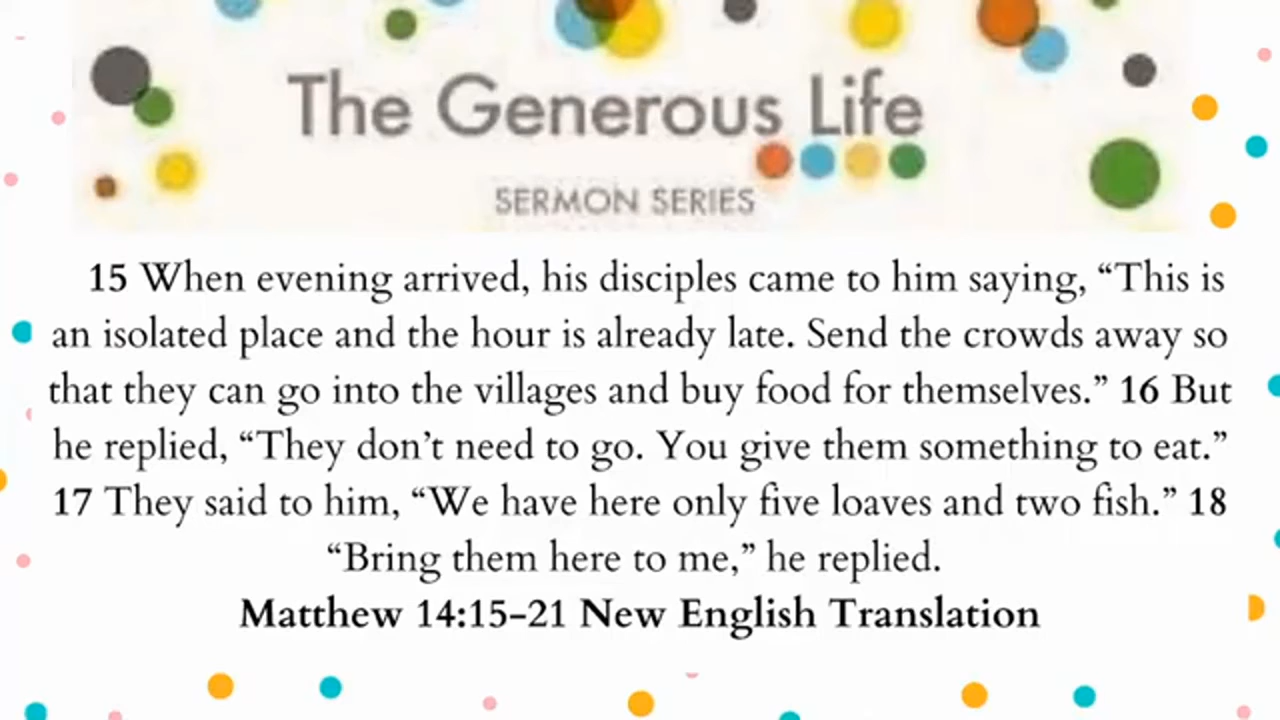 The Generous Life
SERMON SERIES
15 When evening arrived, his disciples came to him saying, “This is
an isolated place and the hour is already late. Send the crowds away so
that they can go into the villages and buy food for themselves.” 16 But
he replied, “They don’t need to go. You give them something to eat.”
17 They said to him, “We have here only five loaves and two fish.” 18
“Bring them here to me,” he replied.
Matthew 14:15-21 New English Translation